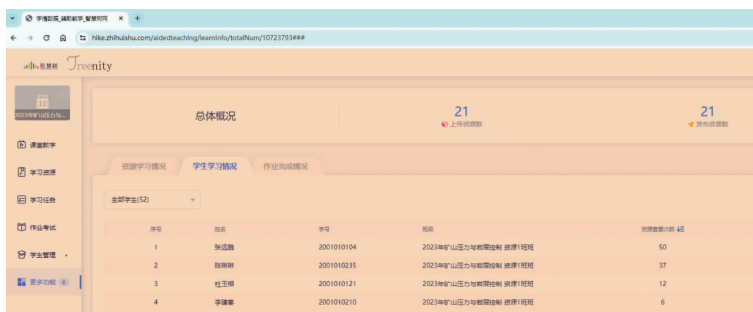 学情数据_辅助教学_智慧树网
hike.zhihuishu.com/aidedteaching/learnInfo/totalNum/10723793###
智慧树 Treenity
2023年矿山压力与...
总体概况
21
上传资源数
21
发布资源数
课堂教学
学习资源
学习任务
作业考试
学生管理
更多功能
资源学习情况 学生学习情况 作业完成情况
全部学生(52)
序号 姓名 学号 班级 资源查看次数
1 张远鹏 2001010104 2023年矿山压力与岩层控制 资源1班班 50
2 陈琳琳 2001010235 2023年矿山压力与岩层控制 资源1班班 37
3 杜玉顺 2001010121 2023年矿山压力与岩层控制 资源1班班 12
4 李建秦 2001010210 2023年矿山压力与岩层控制 资源1班班 6